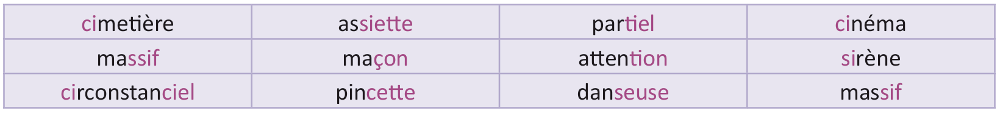 cimetière assiette partiel cinéma
massif maçon attention sirène
circonstanciel pincette danseuse massif